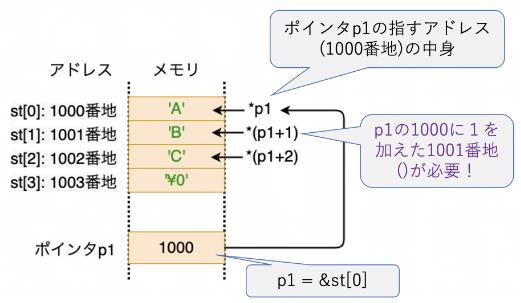 ポインタp1の指すアドレス
(1000番地)の中身
アドレス メモリ
st[0]: 1000番地 'A' *p1
st[1]: 1001番地 'B' *(p1+1)
st[2]: 1002番地 'C' *(p1+2)
st[3]: 1003番地 '¥0'
p1の1000に１を
加えた1001番地
()が必要！
ポインタp1 1000
p1 = &st[0]